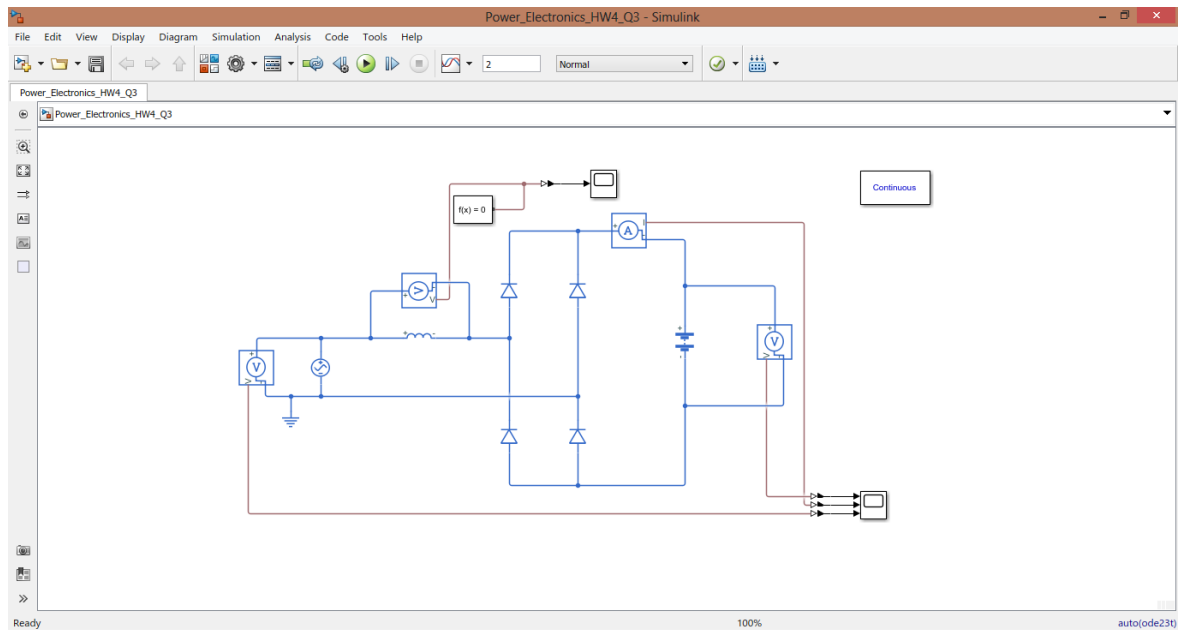 Power_Electronics_HW4_Q3 - Simulink
File Edit View Display Diagram Simulation Analysis Code Tools Help
2 Normal
Power_Electronics_HW4_Q3
Power_Electronics_HW4_Q3
Continuous
f(x) = 0
A
V
V
V
V
V
V
Ready 100% auto(ode23t)